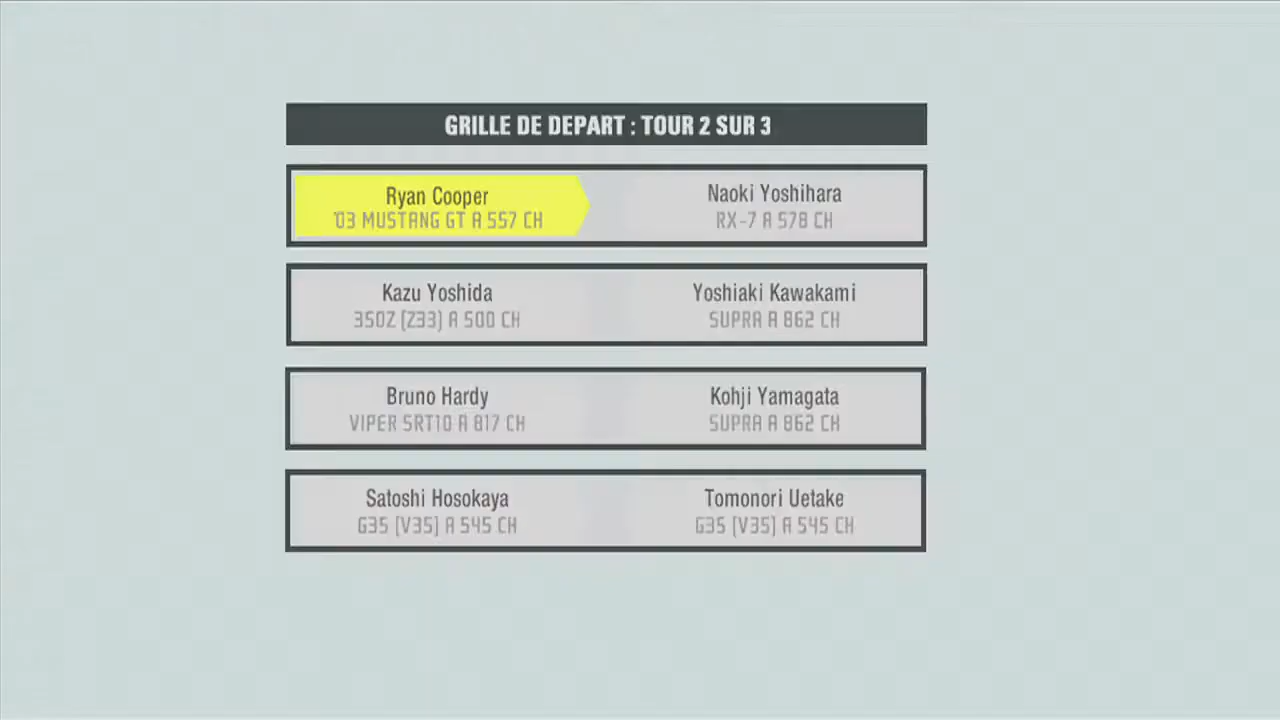 GRILLE DE DEPART : TOUR 2 SUR 3
Ryan Cooper
'03 MUSTANG GT A 557 CH
Naoki Yoshihara
RX-7 A 578 CH
Kazu Yoshida
350Z (Z33) A 500 CH
Yoshiaki Kawakami
SUPRA A 862 CH
Bruno Hardy
VIPER SRT10 A 817 CH
Kohji Yamagata
SUPRA A 862 CH
Satoshi Hosokaya
G35 (V35) A 545 CH
Tomonori Uetake
G35 (V35) A 545 CH